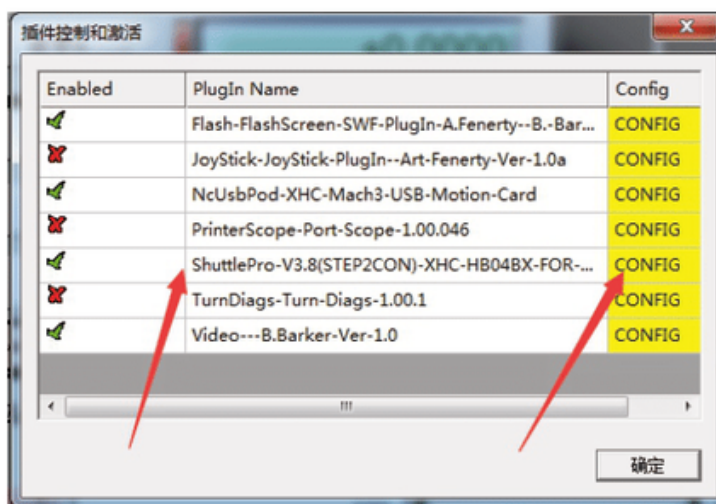 插件控制和激活
+0.0000
Enabled PlugIn Name Config
Flash-FlashScreen-SWF-PlugIn-A.Fenerty--B.-Bar... CONFIG
JoyStick-JoyStick-PlugIn--Art-Fenerty-Ver-1.0a CONFIG
NcUsbPod-XHC-Mach3-USB-Motion-Card CONFIG
PrinterScope-Port-Scope-1.00.046 CONFIG
ShuttlePro-V3.8(STEP2CON)-XHC-HB04BX-FOR-... CONFIG
TurnDiags-Turn-Diags-1.00.1 CONFIG
Video---B.Barker-Ver-1.0 CONFIG
确定